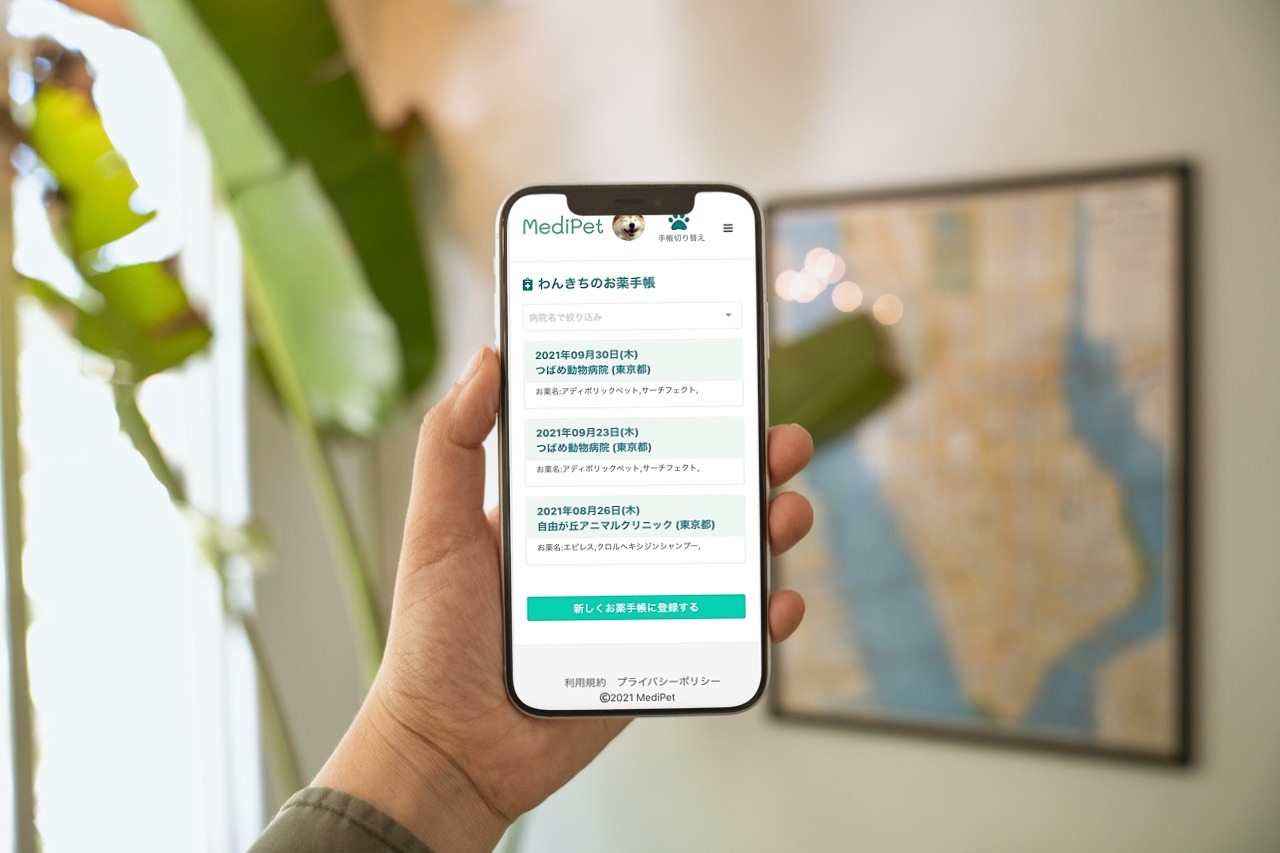 MediPet
手帳切り替え
わんきちのお薬手帳
病院名で絞り込み
2021年09月30日(木)
つばめ動物病院 (東京都)
お薬名:アディポリックペット,サーチフェクト,
2021年09月23日(木)
つばめ動物病院 (東京都)
お薬名:アディポリックペット,サーチフェクト,
2021年08月26日(木)
自由が丘アニマルクリニック (東京都)
お薬名:エピレス,クロルヘキシジンシャンプー,
新しくお薬手帳に登録する
利用規約 プライバシーポリシー
©2021 MediPet